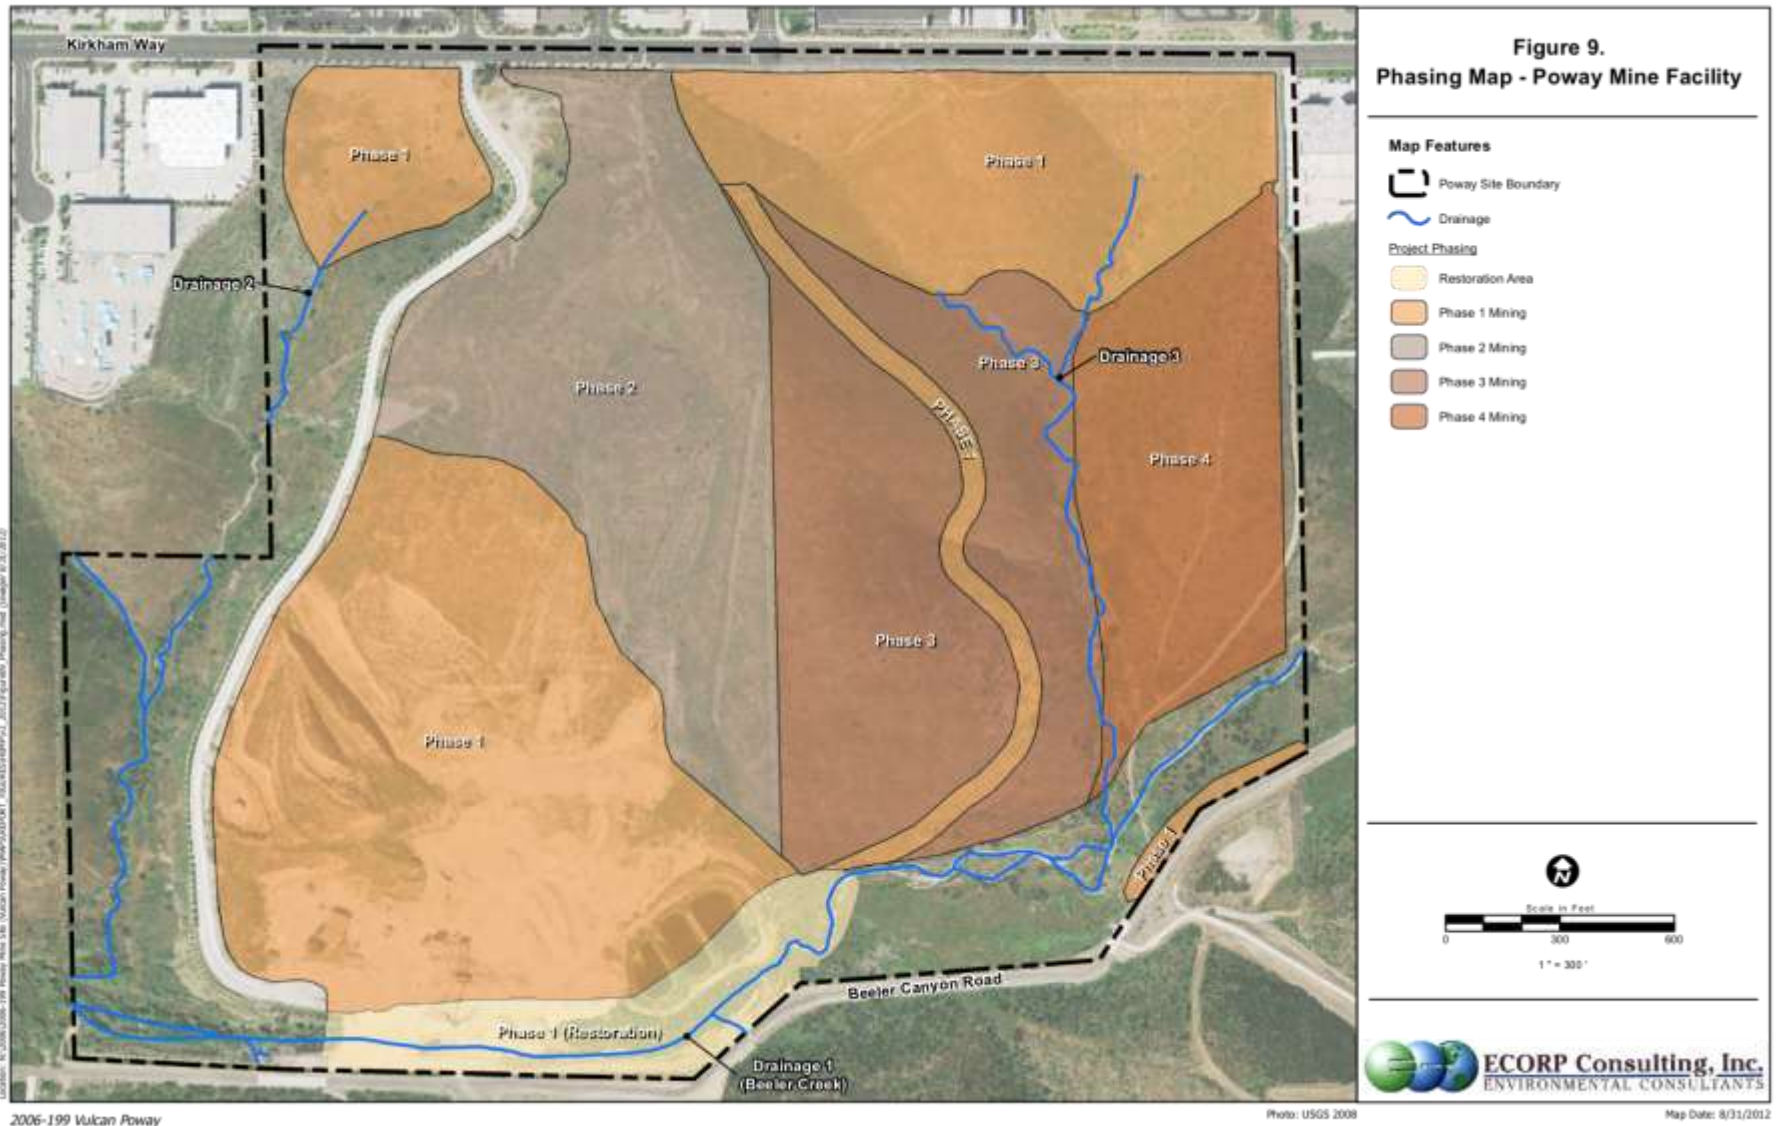 Kirkham Way
Phase 1
Phase 1
Drainage 2
Phase 2
Phase 3
Drainage 3
PHASE 1
Phase 4
Phase 3
Phase 1
Phase 1
Phase 1 (Restoration)
Drainage 1
(Beeler Creek)
Beeler Canyon Road
Figure 9.
Phasing Map - Poway Mine Facility
Map Features
Poway Site Boundary
Drainage
Project Phasing
Restoration Area
Phase 1 Mining
Phase 2 Mining
Phase 3 Mining
Phase 4 Mining
N
Scale in Feet
0 300 600
1 " = 300 '
ECORP Consulting, Inc.
ENVIRONMENTAL CONSULTANTS
2006-199 Vulcan Poway
Photo: USGS 2008
Map Date: 8/31/2012